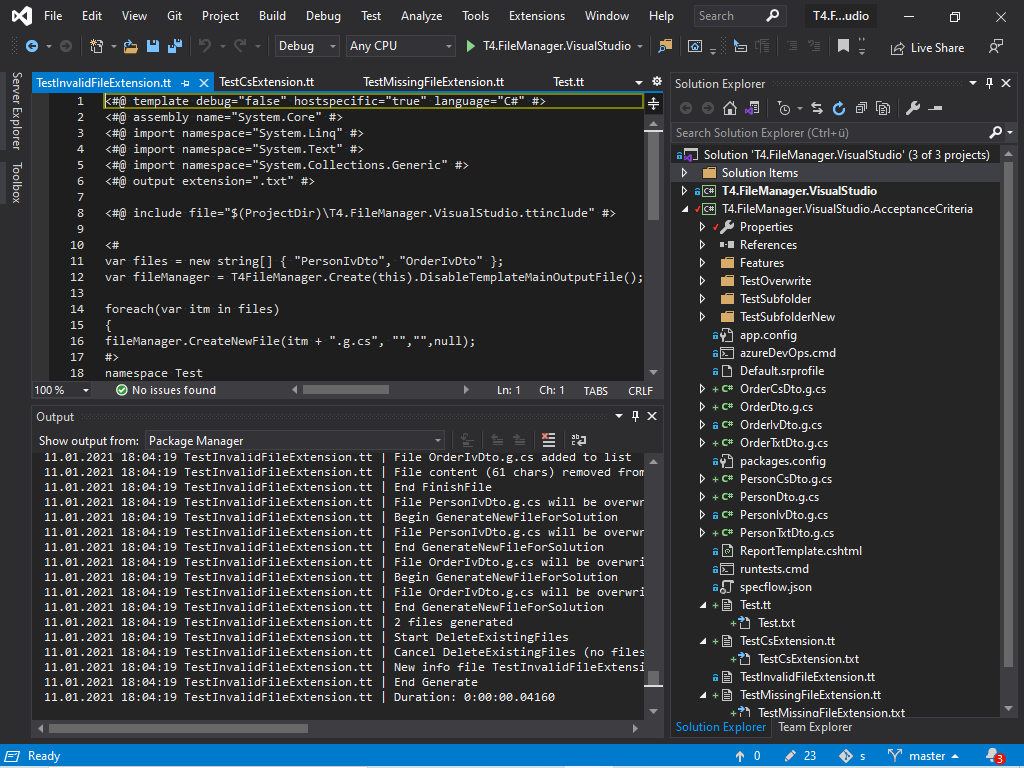 File Edit View Git Project Build Debug Test Analyze Tools Extensions Window Help Search T4.F...udio
Debug Any CPU T4.FileManager.VisualStudio Live Share
Server Explorer
Toolbox
TestInvalidFileExtension.tt TestCsExtension.tt TestMissingFileExtension.tt Test.tt
1 <#@ template debug="false" hostspecific="true" language="C#" #>
2 <#@ assembly name="System.Core" #>
3 <#@ import namespace="System.Linq" #>
4 <#@ import namespace="System.Text" #>
5 <#@ import namespace="System.Collections.Generic" #>
6 <#@ output extension=".txt" #>
7
8 <#@ include file="$(ProjectDir)\T4.FileManager.VisualStudio.ttinclude" #>
9
10 <#
11 var files = new string[] { "PersonIvDto", "OrderIvDto" };
12 var fileManager = T4FileManager.Create(this).DisableTemplateMainOutputFile();
13
14 foreach(var itm in files)
15 {
16 fileManager.CreateNewFile(itm + ".g.cs", "","",null);
17 #>
18 namespace Test
100 % No issues found Ln: 1 Ch: 1 TABS CRLF
Output
Show output from: Package Manager
11.01.2021 18:04:19 TestInvalidFileExtension.tt | File OrderIvDto.g.cs added to list
11.01.2021 18:04:19 TestInvalidFileExtension.tt | File content (61 chars) removed from
11.01.2021 18:04:19 TestInvalidFileExtension.tt | End FinishFile
11.01.2021 18:04:19 TestInvalidFileExtension.tt | File PersonIvDto.g.cs will be overwr
11.01.2021 18:04:19 TestInvalidFileExtension.tt | Begin GenerateNewFileForSolution
11.01.2021 18:04:19 TestInvalidFileExtension.tt | File PersonIvDto.g.cs will be overwr
11.01.2021 18:04:19 TestInvalidFileExtension.tt | End GenerateNewFileForSolution
11.01.2021 18:04:19 TestInvalidFileExtension.tt | File OrderIvDto.g.cs will be overwri
11.01.2021 18:04:19 TestInvalidFileExtension.tt | Begin GenerateNewFileForSolution
11.01.2021 18:04:19 TestInvalidFileExtension.tt | File OrderIvDto.g.cs will be overwri
11.01.2021 18:04:19 TestInvalidFileExtension.tt | End GenerateNewFileForSolution
11.01.2021 18:04:19 TestInvalidFileExtension.tt | 2 files generated
11.01.2021 18:04:19 TestInvalidFileExtension.tt | Start DeleteExistingFiles
11.01.2021 18:04:19 TestInvalidFileExtension.tt | Cancel DeleteExistingFiles (no files
11.01.2021 18:04:19 TestInvalidFileExtension.tt | New info file TestInvalidFileExtensi
11.01.2021 18:04:19 TestInvalidFileExtension.tt | End Generate
11.01.2021 18:04:19 TestInvalidFileExtension.tt | Duration: 0:00:00.04160
Solution Explorer
Search Solution Explorer (Ctrl+ü)
Solution 'T4.FileManager.VisualStudio' (3 of 3 projects)
Solution Items
T4.FileManager.VisualStudio
T4.FileManager.VisualStudio.AcceptanceCriteria
Properties
References
Features
TestOverwrite
TestSubfolder
TestSubfolderNew
app.config
azureDevOps.cmd
Default.srprofile
OrderCsDto.g.cs
OrderDto.g.cs
OrderIvDto.g.cs
OrderTxtDto.g.cs
packages.config
PersonCsDto.g.cs
PersonDto.g.cs
PersonIvDto.g.cs
PersonTxtDto.g.cs
ReportTemplate.cshtml
runtests.cmd
specflow.json
Test.tt
Test.txt
TestCsExtension.tt
TestCsExtension.txt
TestInvalidFileExtension.tt
TestMissingFileExtension.tt
TestMissingFileExtension.txt
Solution Explorer Team Explorer
Ready 0 23 s master 3